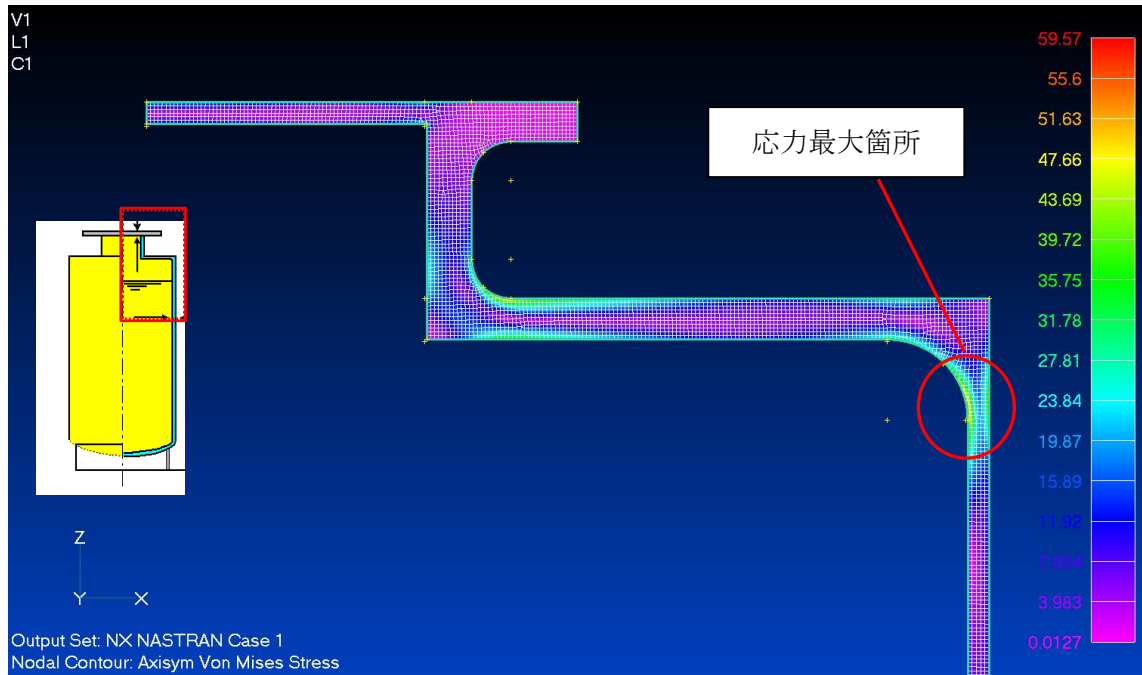 V1
L1
C1
59.57
55.6
51.63
47.66
43.69
39.72
35.75
31.78
27.81
23.84
19.87
15.89
11.92
7.954
3.983
0.0127
応力最大箇所
Z
Y
X
Output Set: NX NASTRAN Case 1
Nodal Contour: Axisym Von Mises Stress